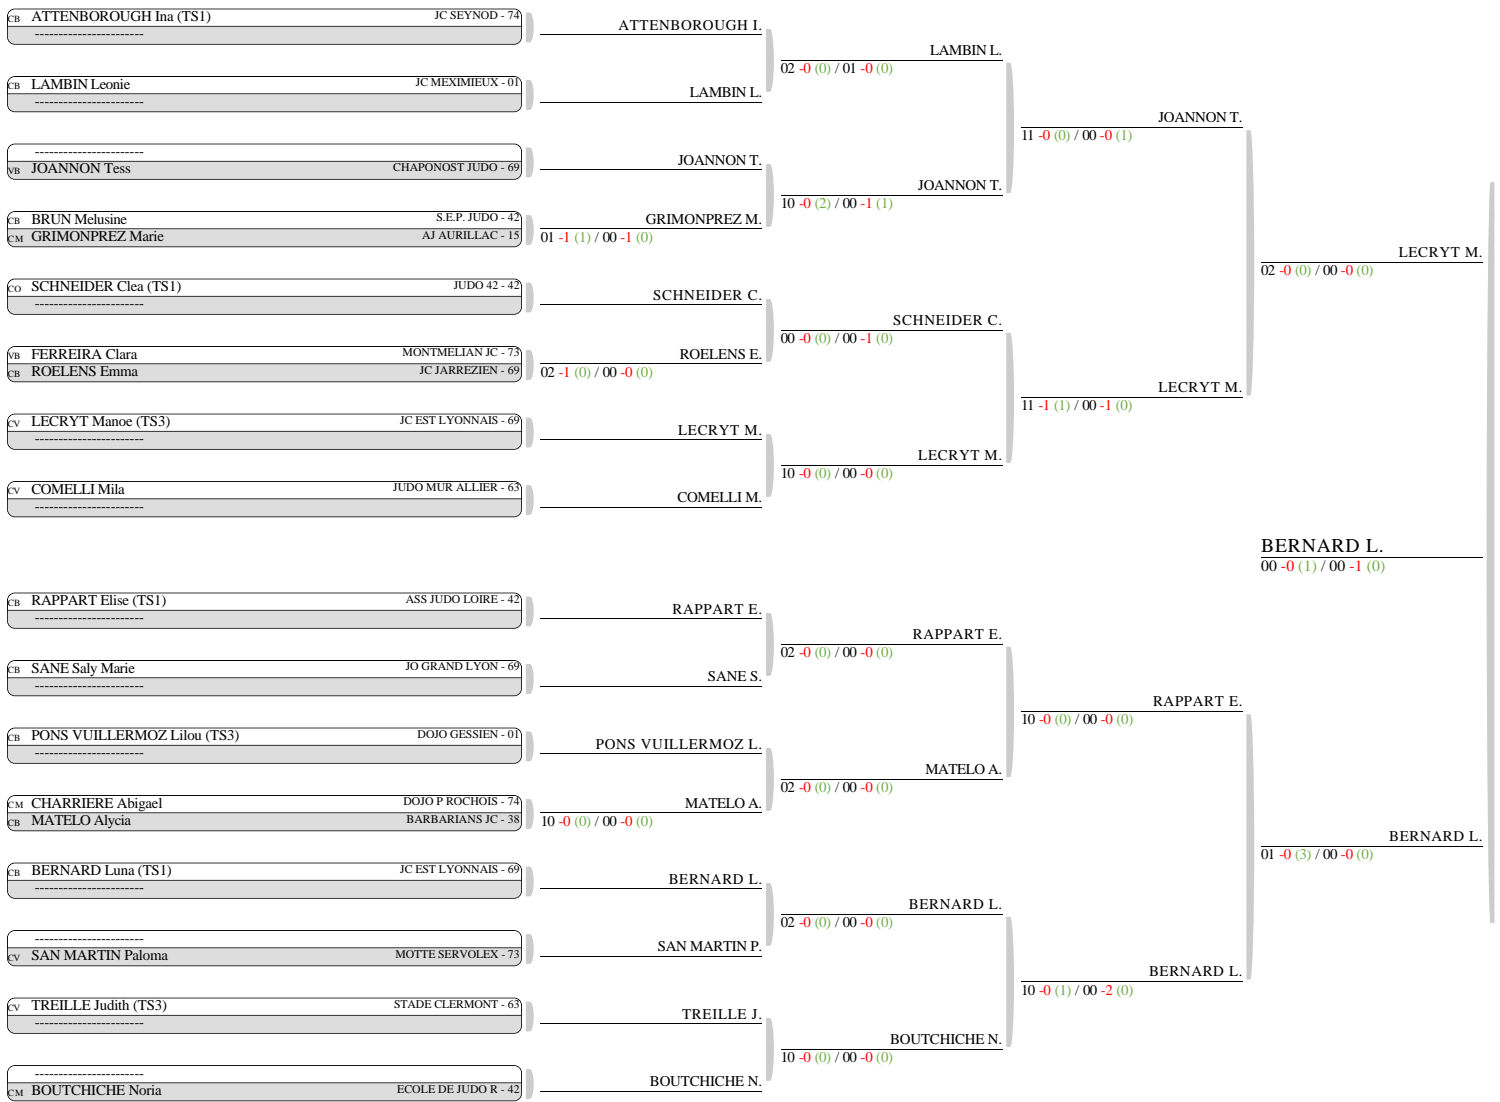 CB ATTENBOROUGH Ina (TS1) JC SEYNOD - 74
-----------------------
CB LAMBIN Leonie JC MEXIMIEUX - 01
-----------------------
-----------------------
VB JOANNON Tess CHAPONOST JUDO - 69
CB BRUN Melusine S.E.P. JUDO - 42
CM GRIMONPREZ Marie AJ AURILLAC - 15
CO SCHNEIDER Clea (TS1) JUDO 42 - 42
-----------------------
VB FERREIRA Clara MONTMELIAN JC - 73
CB ROELENS Emma JC JARREZIEN - 69
CV LECRYT Manoe (TS3) JC EST LYONNAIS - 69
-----------------------
CV COMELLI Mila JUDO MUR ALLIER - 63
-----------------------
CB RAPPART Elise (TS1) ASS JUDO LOIRE - 42
-----------------------
CB SANE Saly Marie JO GRAND LYON - 69
-----------------------
CB PONS VUILLERMOZ Lilou (TS3) DOJO GESSIEN - 01
-----------------------
CM CHARRIERE Abigael DOJO P ROCHOIS - 74
CB MATELO Alycia BARBARIANS JC - 38
CB BERNARD Luna (TS1) JC EST LYONNAIS - 69
-----------------------
-----------------------
CV SAN MARTIN Paloma MOTTE SERVOLEX - 73
CV TREILLE Judith (TS3) STADE CLERMONT - 63
-----------------------
-----------------------
CM BOUTCHICHE Noria ECOLE DE JUDO R - 42
ATTENBOROUGH I.
LAMBIN L.
JOANNON T.
GRIMONPREZ M.
01 -1 (1) / 00 -1 (0)
SCHNEIDER C.
ROELENS E.
02 -1 (0) / 00 -0 (0)
LECRYT M.
COMELLI M.
RAPPART E.
SANE S.
PONS VUILLERMOZ L.
MATELO A.
10 -0 (0) / 00 -0 (0)
BERNARD L.
SAN MARTIN P.
TREILLE J.
BOUTCHICHE N.
LAMBIN L.
02 -0 (0) / 01 -0 (0)
JOANNON T.
10 -0 (2) / 00 -1 (1)
SCHNEIDER C.
00 -0 (0) / 00 -1 (0)
LECRYT M.
10 -0 (0) / 00 -0 (0)
RAPPART E.
02 -0 (0) / 00 -0 (0)
MATELO A.
02 -0 (0) / 00 -0 (0)
BERNARD L.
02 -0 (0) / 00 -0 (0)
BOUTCHICHE N.
10 -0 (0) / 00 -0 (0)
JOANNON T.
11 -0 (0) / 00 -0 (1)
LECRYT M.
11 -1 (1) / 00 -1 (0)
RAPPART E.
10 -0 (0) / 00 -0 (0)
BERNARD L.
10 -0 (1) / 00 -2 (0)
LECRYT M.
02 -0 (0) / 00 -0 (0)
BERNARD L.
00 -0 (1) / 00 -1 (0)
BERNARD L.
01 -0 (3) / 00 -0 (0)